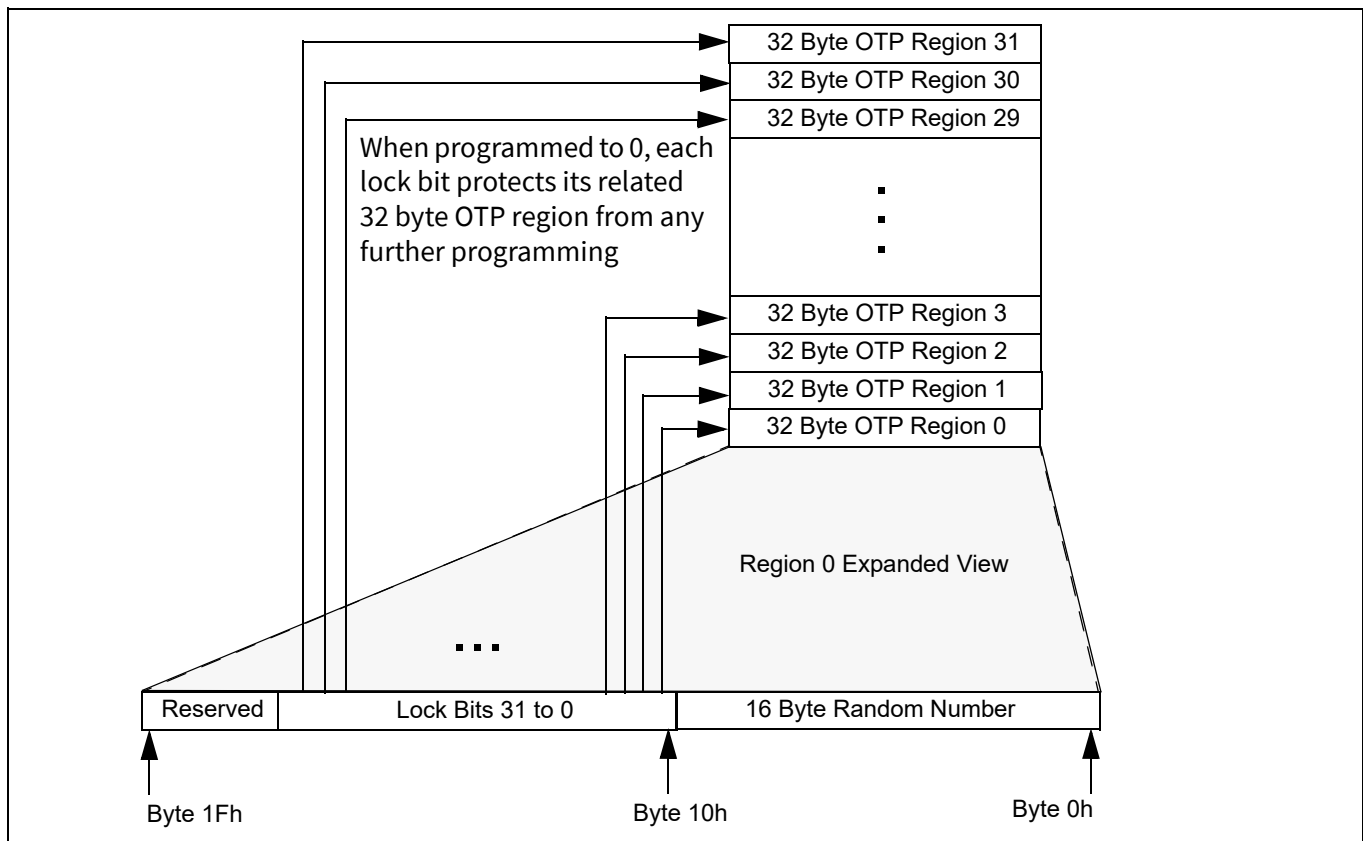 32 Byte OTP Region 31
32 Byte OTP Region 30
32 Byte OTP Region 29
When programmed to 0, each
lock bit protects its related
32 byte OTP region from any
further programming
32 Byte OTP Region 3
32 Byte OTP Region 2
32 Byte OTP Region 1
32 Byte OTP Region 0
Region 0 Expanded View
Reserved
Lock Bits 31 to 0
16 Byte Random Number
Byte 1Fh
Byte 10h
Byte 0h